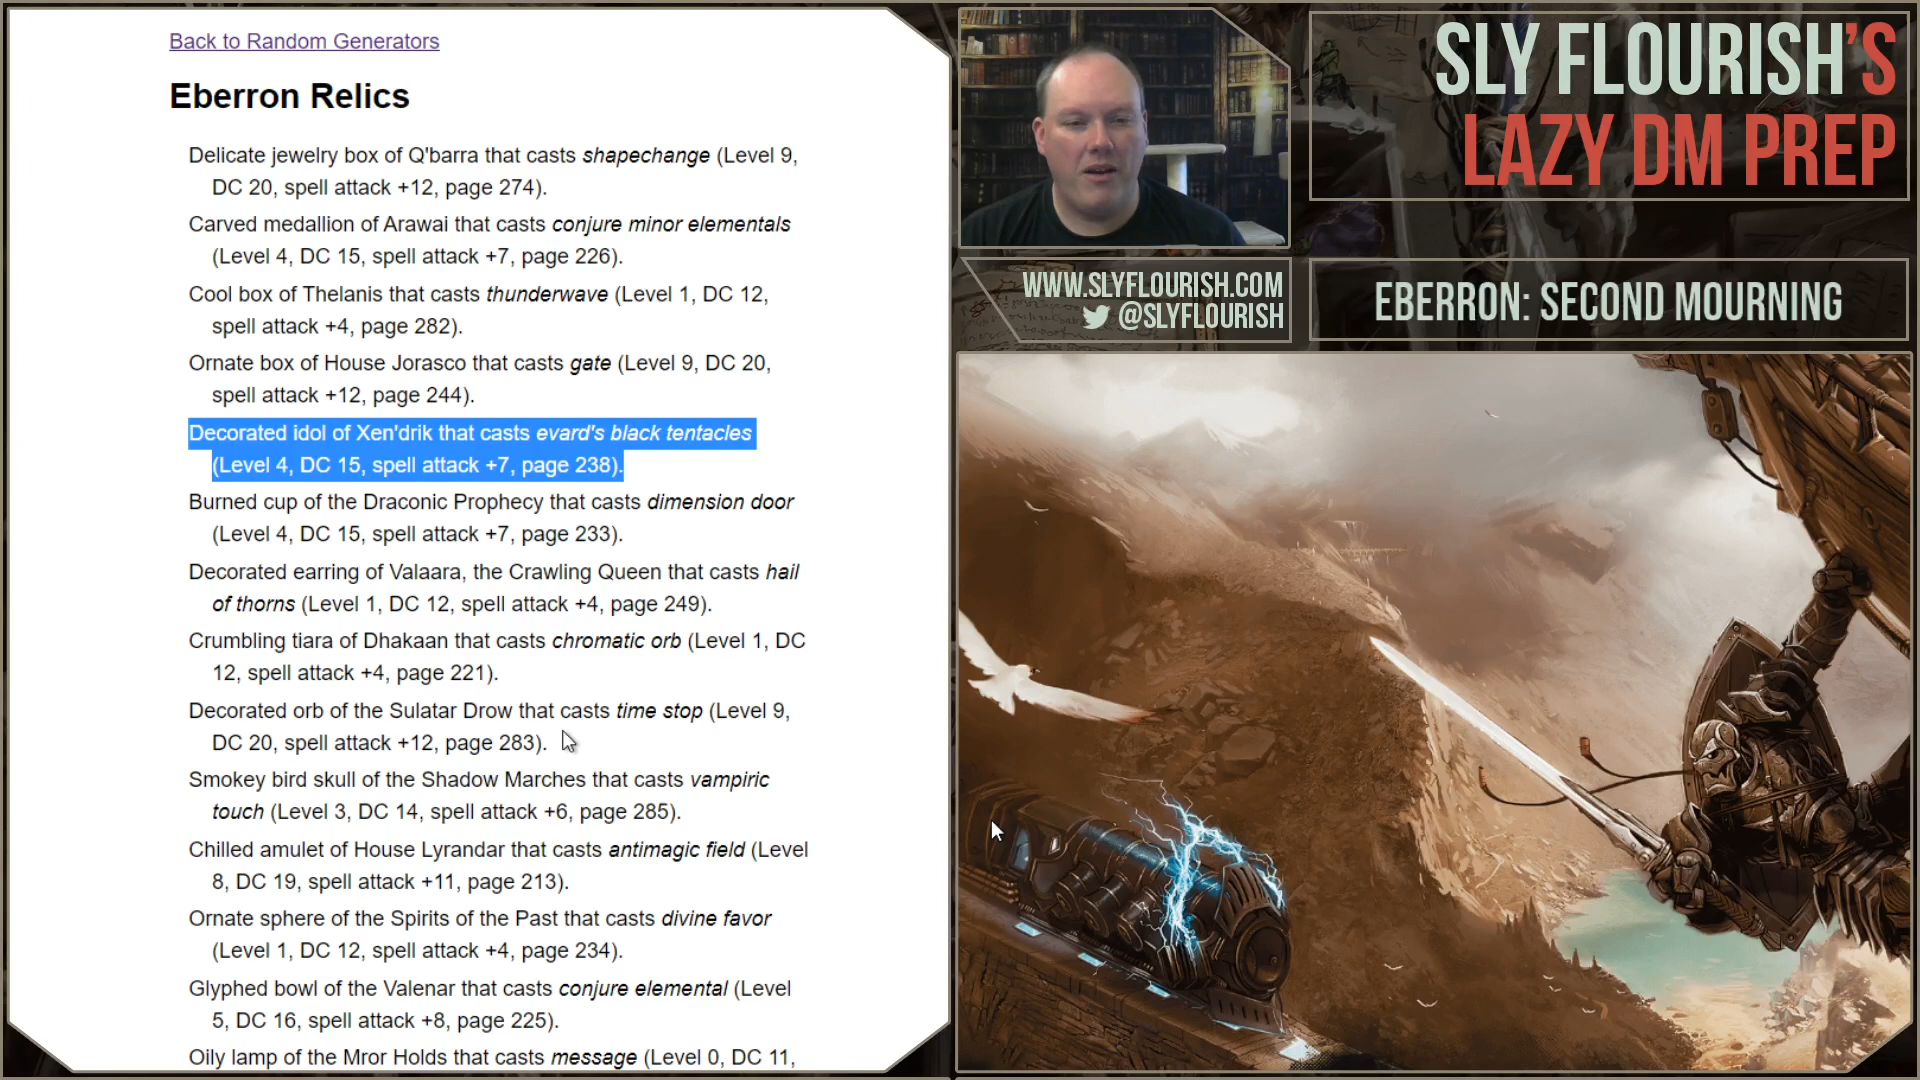 Back to Random Generators
Eberron Relics
Delicate jewelry box of Q'barra that casts shapechange (Level 9,
DC 20, spell attack +12, page 274).
Carved medallion of Arawai that casts conjure minor elementals
(Level 4, DC 15, spell attack +7, page 226).
Cool box of Thelanis that casts thunderwave (Level 1, DC 12,
spell attack +4, page 282).
Ornate box of House Jorasco that casts gate (Level 9, DC 20,
spell attack +12, page 244).
Decorated idol of Xen'drik that casts evard's black tentacles
(Level 4, DC 15, spell attack +7, page 238).
Burned cup of the Draconic Prophecy that casts dimension door
(Level 4, DC 15, spell attack +7, page 233).
Decorated earring of Valaara, the Crawling Queen that casts hail
of thorns (Level 1, DC 12, spell attack +4, page 249).
Crumbling tiara of Dhakaan that casts chromatic orb (Level 1, DC
12, spell attack +4, page 221).
Decorated orb of the Sulatar Drow that casts time stop (Level 9,
DC 20, spell attack +12, page 283).
Smokey bird skull of the Shadow Marches that casts vampiric
touch (Level 3, DC 14, spell attack +6, page 285).
Chilled amulet of House Lyrandar that casts antimagic field (Level
8, DC 19, spell attack +11, page 213).
Ornate sphere of the Spirits of the Past that casts divine favor
(Level 1, DC 12, spell attack +4, page 234).
Glyphed bowl of the Valenar that casts conjure elemental (Level
5, DC 16, spell attack +8, page 225).
Oily lamp of the Mror Holds that casts message (Level 0, DC 11,
SLY FLOURISH'S
LAZY DM PREP
WWW.SLYFLOURISH.COM
@SLYFLOURISH
EBERRON: SECOND MOURNING